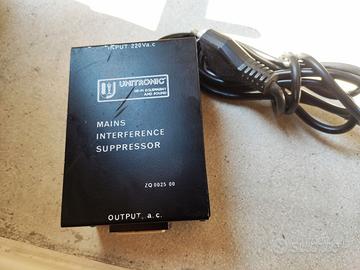 INPUT. 220Va.c
UNITRONIC
HI-FI EQUIPMENT
AND SOUND
MAINS
INTERFERENCE
SUPPRESSOR
ZQ 0025 00
OUTPUT. a.c.